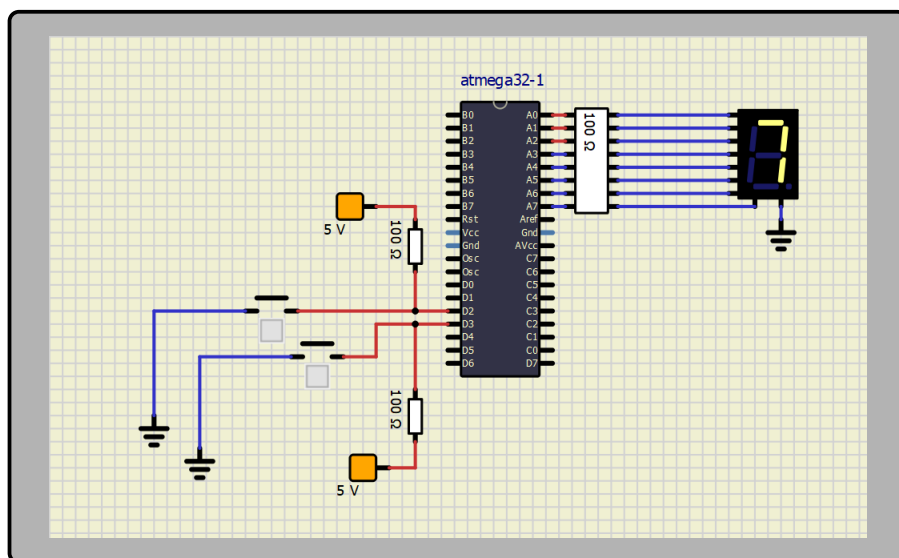 atmega32-1
B0 A0
B1 A1
B2 A2
B3 A3
B4 A4
B5 A5
B6 A6
B7 A7
Rst Aref
Vcc Gnd
Gnd AVcc
Osc C7
Osc C6
D0 C5
D1 C4
D2 C3
D3 C2
D4 C1
D5 C0
D6 D7
100 Ω
5 V
100 Ω
100 Ω
5 V
7